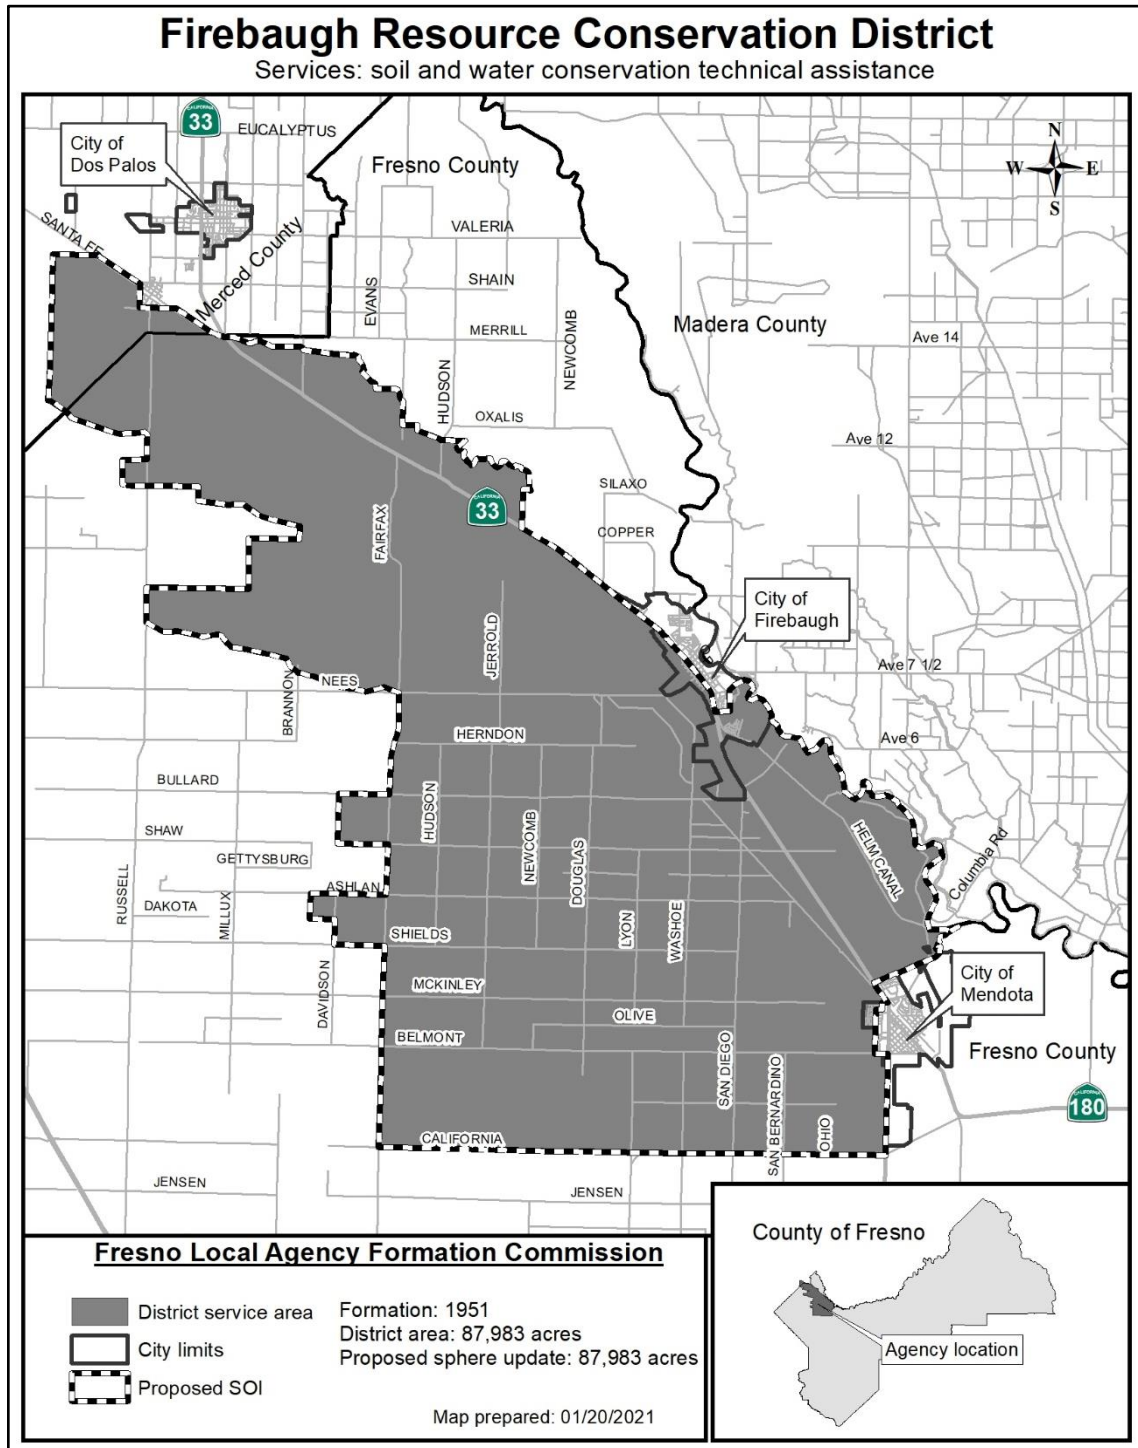 Firebaugh Resource Conservation District
Services: soil and water conservation technical assistance
CALIFORNIA
33
EUCALYPTUS
City of
Dos Palos
Fresno County
N
W
E
S
SANTA FE
VALERIA
Merced County
EVANS
SHAIN
MERRILL
NEWCOMB
Madera County
Ave 14
HUDSON
OXALIS
Ave 12
SILAXO
CALIFORNIA
33
COPPER
FAIRFAX
City of
Firebaugh
JERROLD
Ave 7 1/2
NEES
BRANNON
HERNDON
Ave 6
BULLARD
HUDSON
NEWCOMB
DOUGLAS
SHAW
GETTYSBURG
HELM CANAL
Columbia Rd
RUSSELL
MILLUX
ASHLAN
DAKOTA
LYON
WASHOE
SHIELDS
DAVIDSON
MCKINLEY
City of
Mendota
OLIVE
BELMONT
SAN DIEGO
SAN BERNARDINO
Fresno County
CALIFORNIA
180
OHIO
CALIFORNIA
JENSEN
JENSEN
Fresno Local Agency Formation Commission
District service area
City limits
Proposed SOI
Formation: 1951
District area: 87,983 acres
Proposed sphere update: 87,983 acres
Map prepared: 01/20/2021
County of Fresno
Agency location